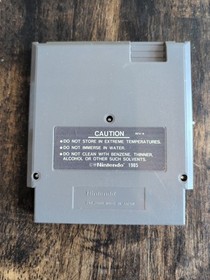 CAUTION
●DO NOT STORE IN EXTREME TEMPERATURES.
●DO NOT IMMERSE IN WATER.
●DO NOT CLEAN WITH BENZENE, THINNER,
ALCOHOL OR OTHER SUCH SOLVENTS.
©Nintendo 1985
Nintendo